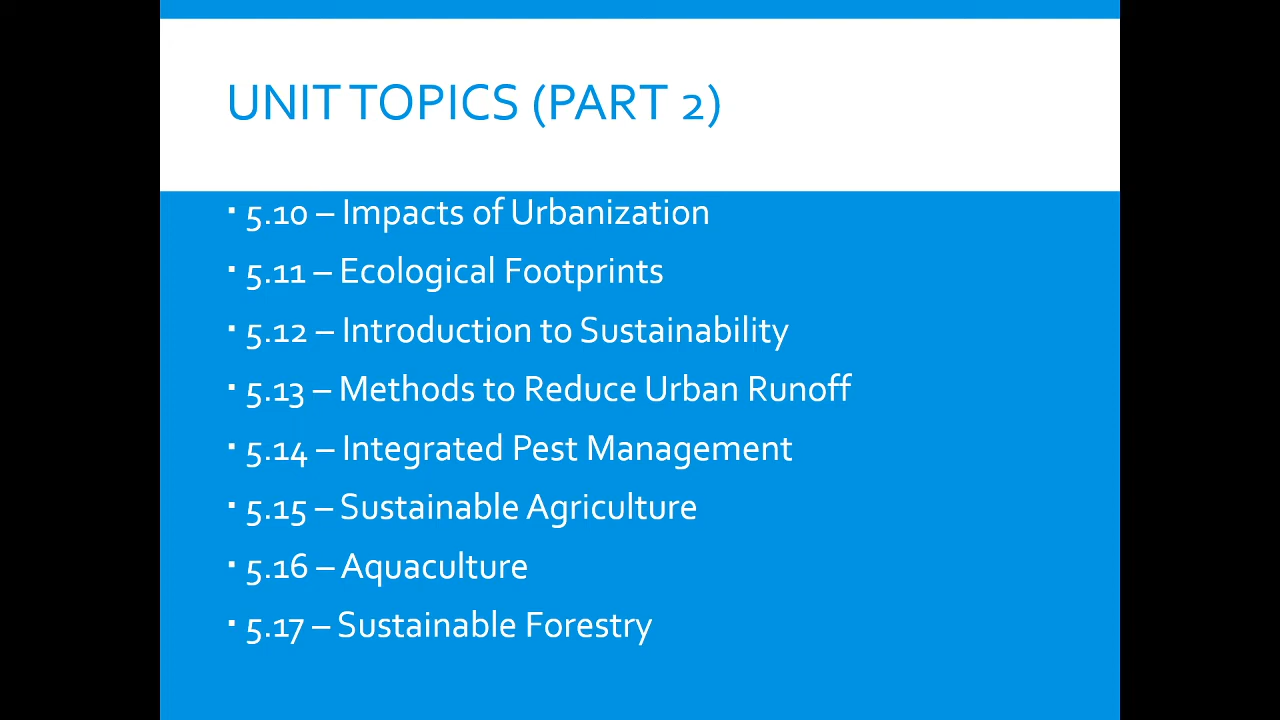 UNIT TOPICS (PART 2)
▪ 5.10 – Impacts of Urbanization
▪ 5.11 – Ecological Footprints
▪ 5.12 – Introduction to Sustainability
▪ 5.13 – Methods to Reduce Urban Runoff
▪ 5.14 – Integrated Pest Management
▪ 5.15 – Sustainable Agriculture
▪ 5.16 – Aquaculture
▪ 5.17 – Sustainable Forestry